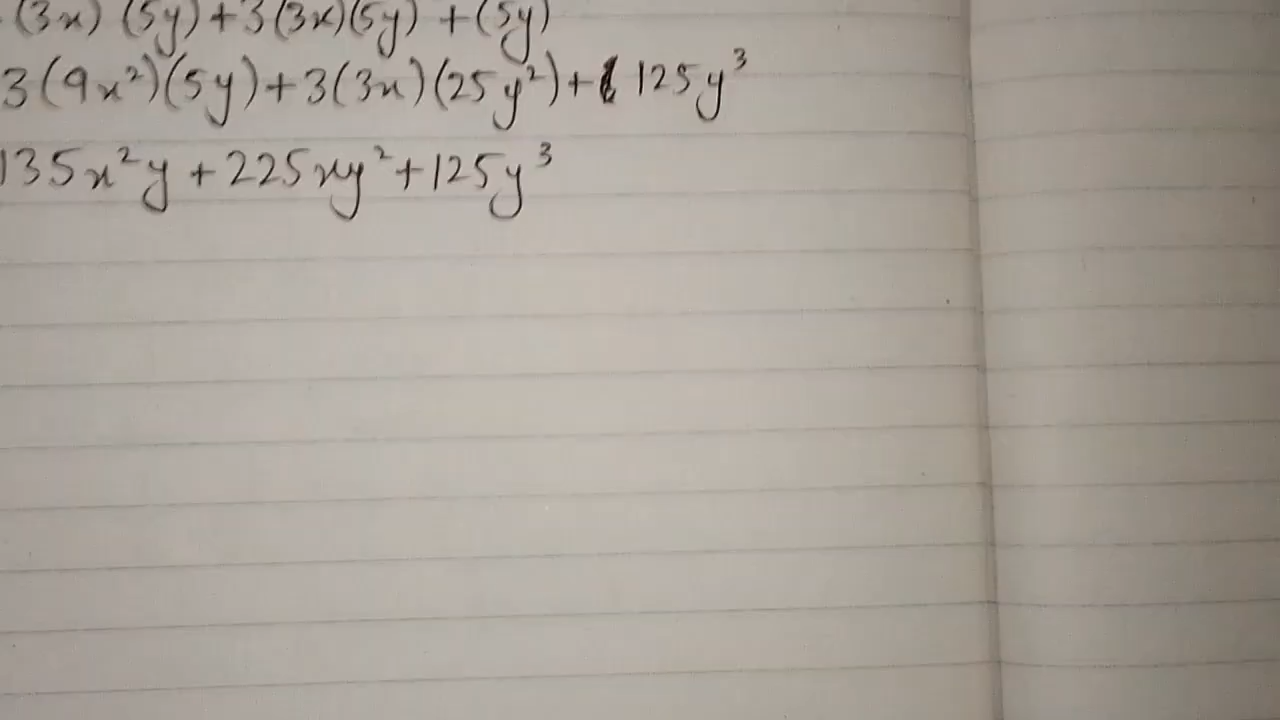 (3x) (5y)+3(3x)(5y) +(5y)
3(9x²)(5y)+3(3x)(25y²)+ 125y³
135x²y+225xy²+125y³